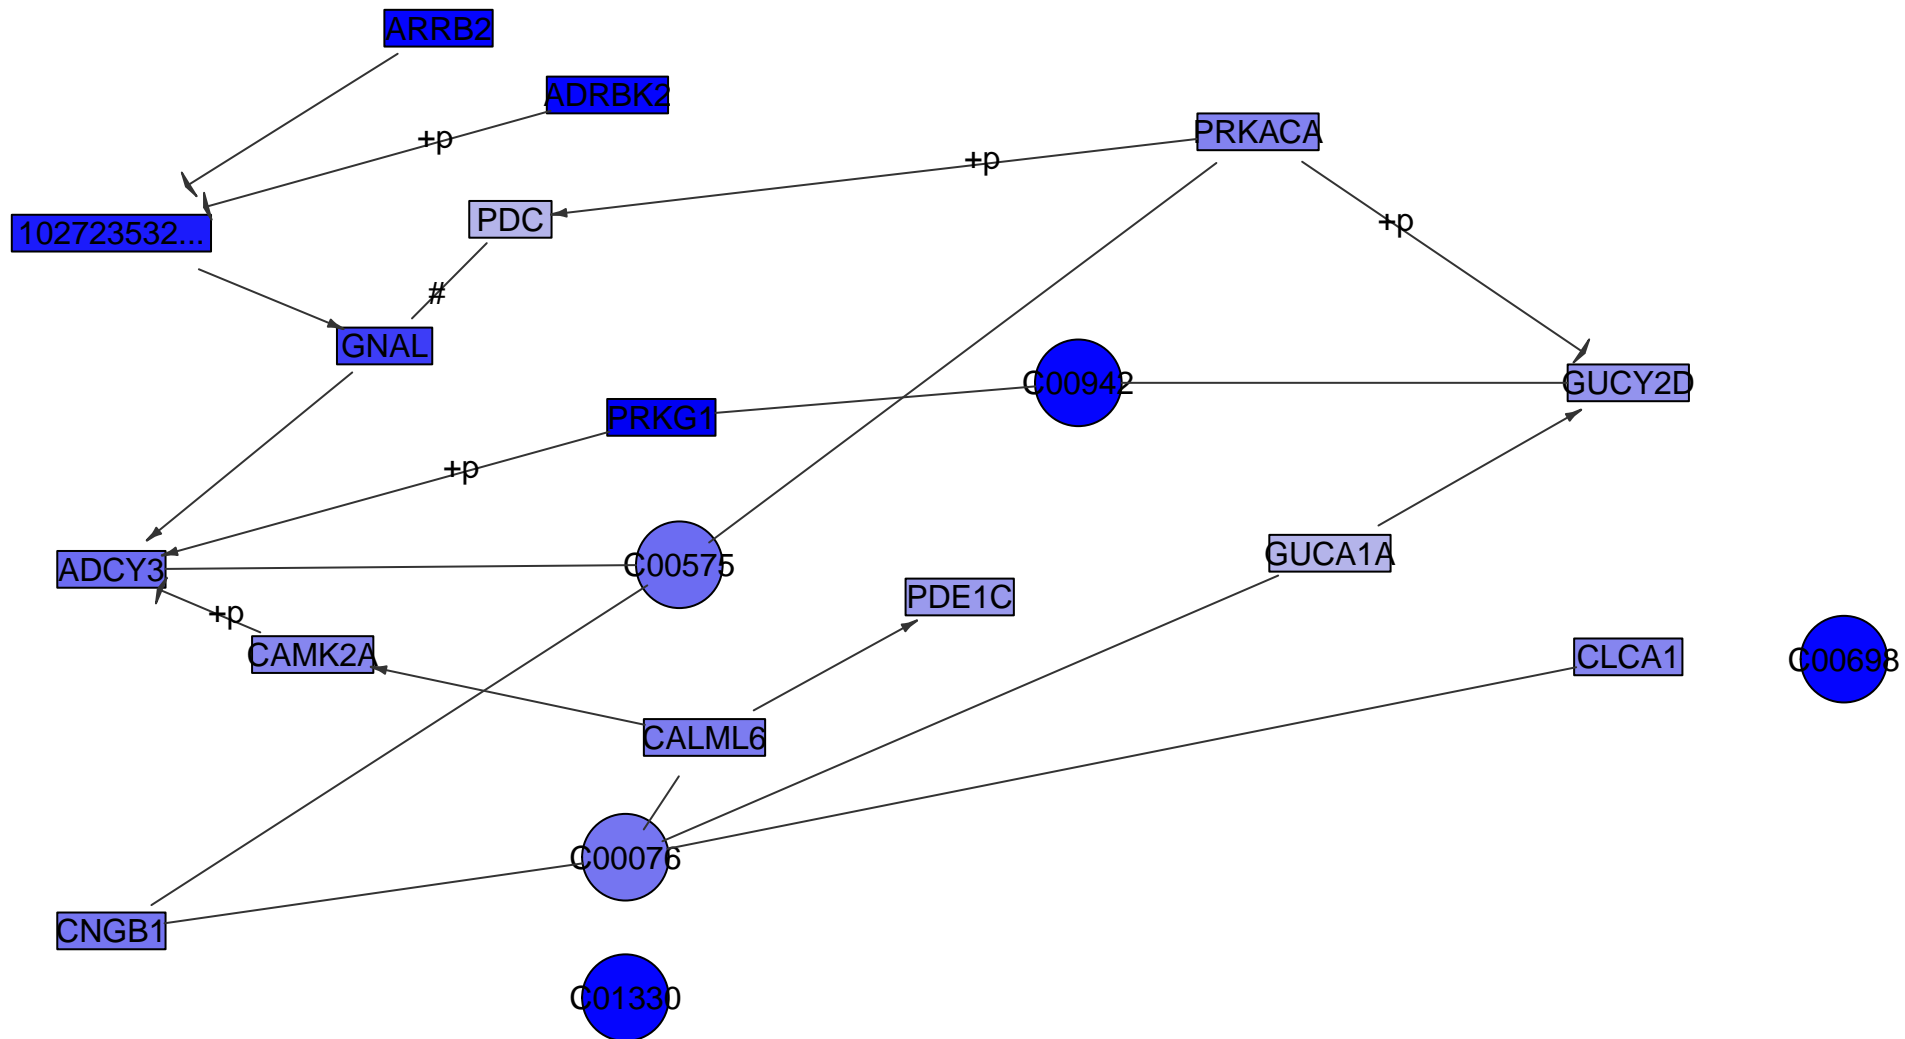 ARRB2
ADRBK2
PRKACA
+p
+p
PDC
+p
102723532...
#
GNAL
C00942
GUCY2D
PRKG1
+p
GUCA1A
ADCY3
C00575
PDE1C
+p
CAMK2A
CLCA1
C00698
CALML6
C00076
CNGB1
C01330